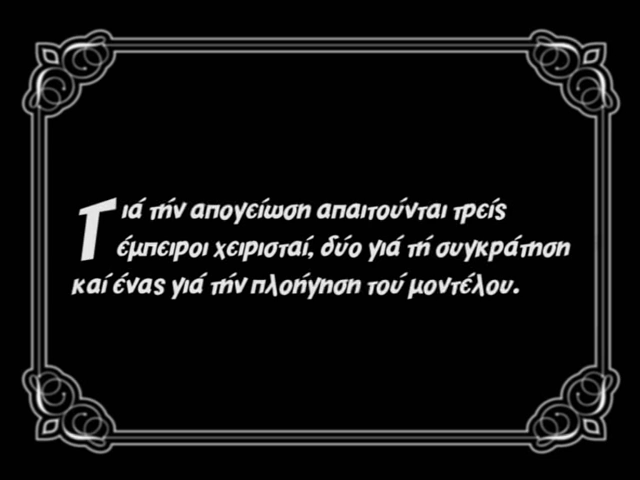 Γιά τήν απογείωση απαιτούνται τρείς
έμπειροι χειρισταί, δύο γιά τή συγκράτηση
καί ένας γιά τήν πλοήγηση τού μοντέλου.